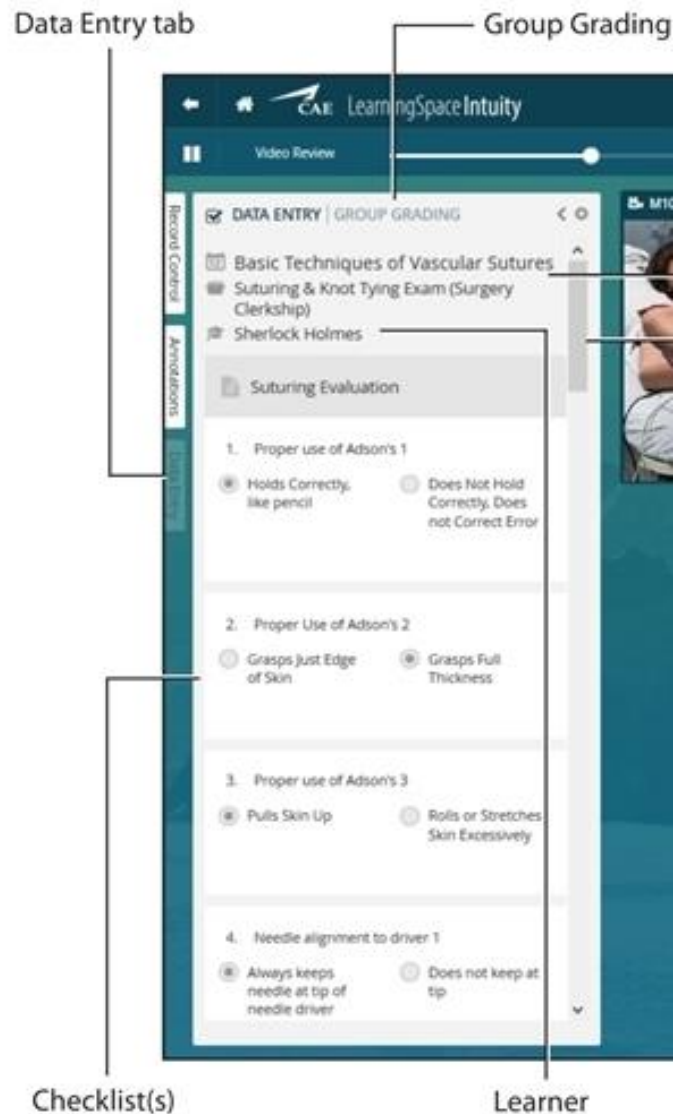 Data Entry tab
Group Grading
CAE LearningSpace Intuity
Video Review
Record Control
Annotations
Data Entry
DATA ENTRY | GROUP GRADING
M10
Basic Techniques of Vascular Sutures
Suturing & Knot Tying Exam (Surgery
Clerkship)
Sherlock Holmes
Suturing Evaluation
1. Proper use of Adson's 1
Holds Correctly,
like pencil
Does Not Hold
Correctly, Does
not Correct Error
2. Proper Use of Adson's 2
Grasps Just Edge
of Skin
Grasps Full
Thickness
3. Proper use of Adson's 3
Pulls Skin Up
Rolls or Stretches
Skin Excessively
4. Needle alignment to driver 1
Always keeps
needle at tip of
needle driver
Does not keep at
tip
Checklist(s)
Learner